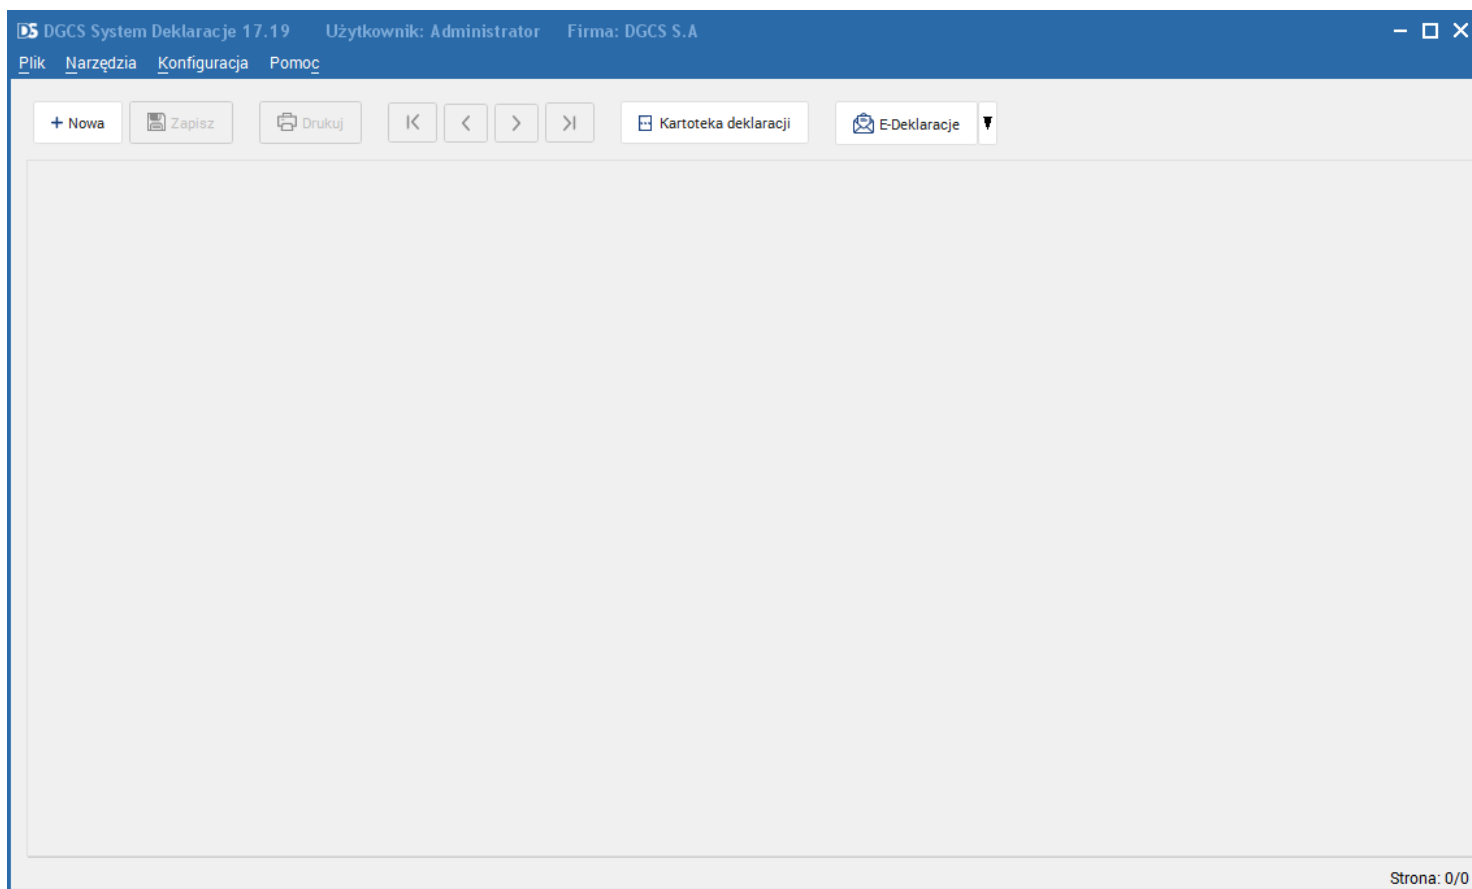 DS DGCS System Deklaracje 17.19 Użytkownik: Administrator Firma: DGCS S.A
Plik Narzędzia Konfiguracja Pomoc
+ Nowa Zapisz Drukuj Kartoteka deklaracji E-Deklaracje
Strona: 0/0